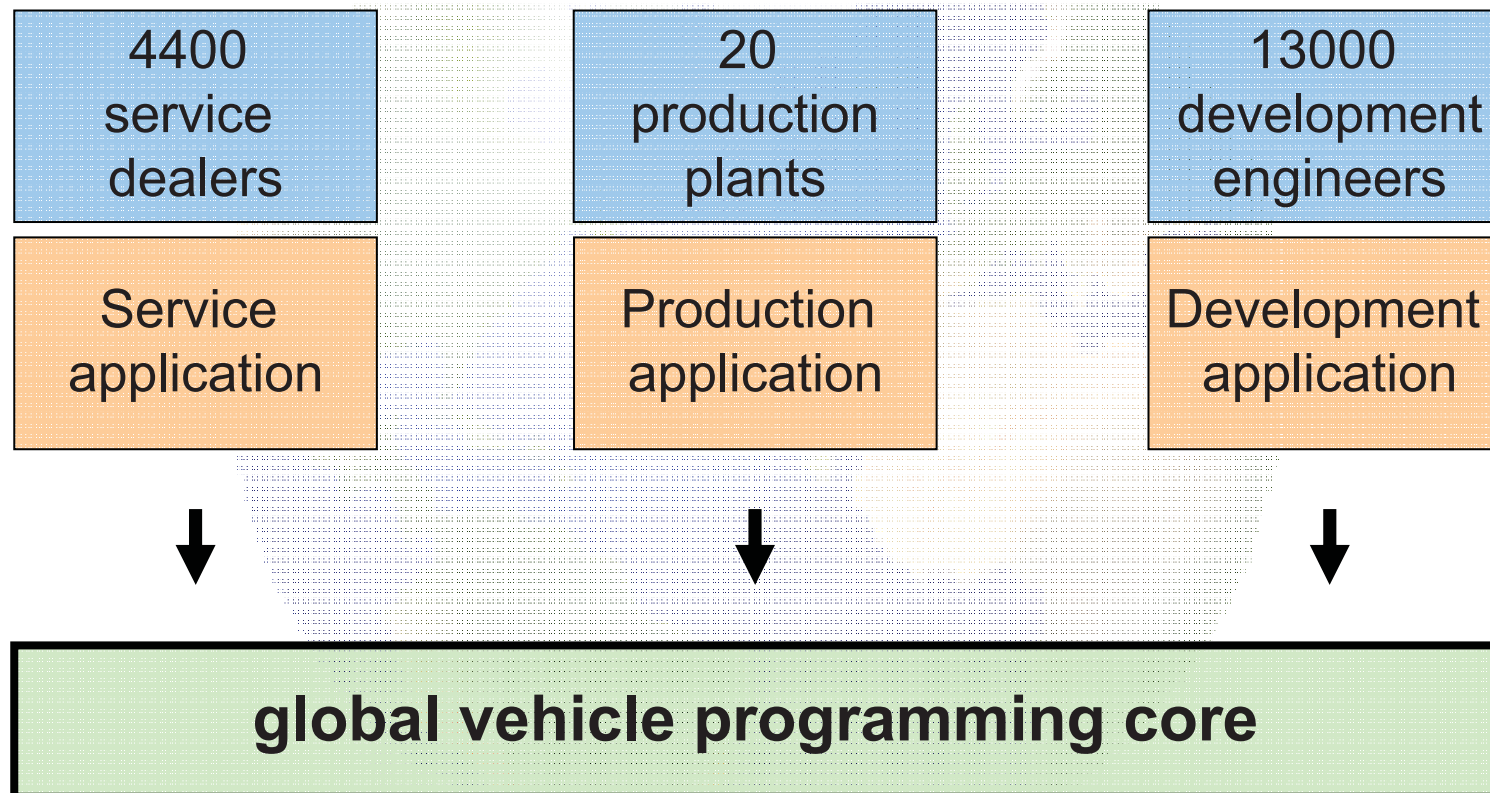 4400
service
dealers
20
production
plants
13000
development
engineers
Service
application
Production
application
Development
application
global vehicle programming core